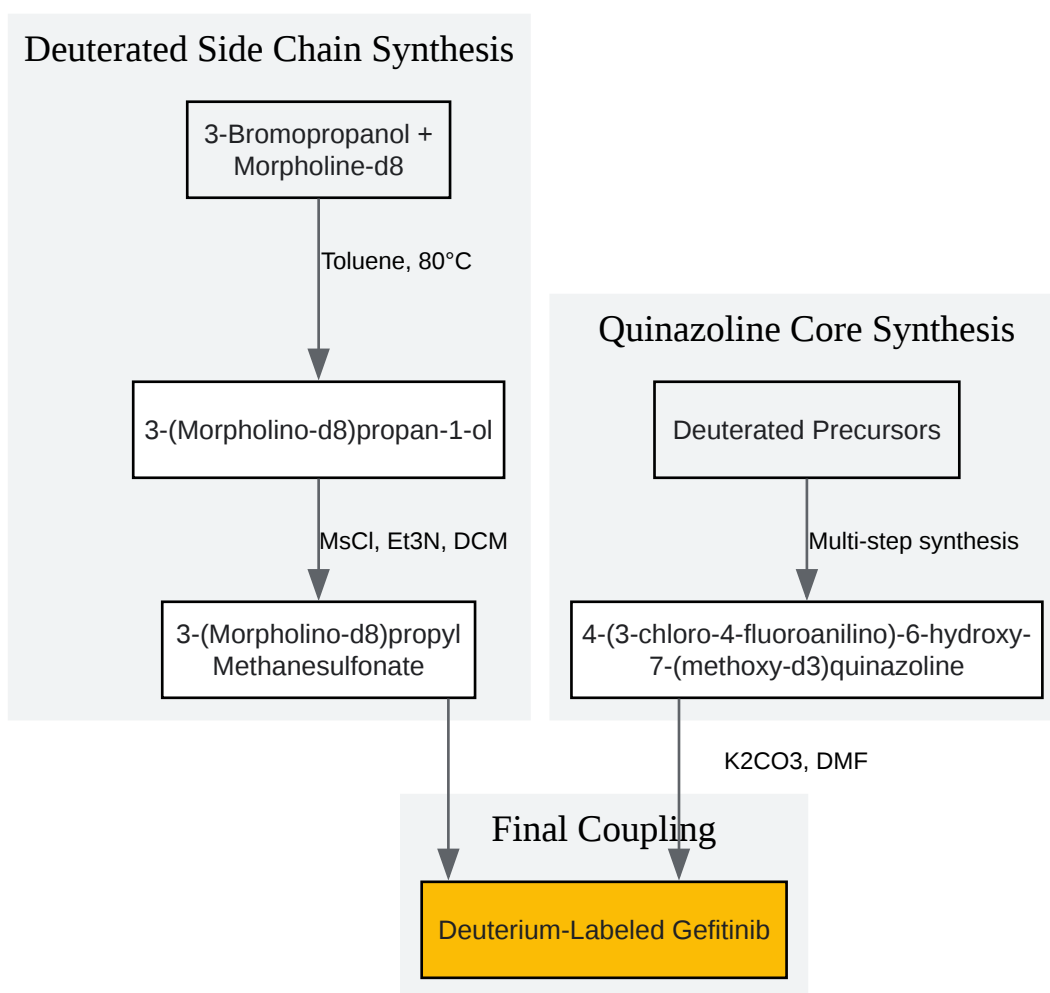 Deuterated Side Chain Synthesis
3-Bromopropanol +
Morpholine-d8
Toluene, 80°C
3-(Morpholino-d8)propan-1-ol
MsCl, Et3N, DCM
3-(Morpholino-d8)propyl
Methanesulfonate
Quinazoline Core Synthesis
Deuterated Precursors
Multi-step synthesis
4-(3-chloro-4-fluoroanilino)-6-hydroxy-
7-(methoxy-d3)quinazoline
K2CO3, DMF
Final Coupling
Deuterium-Labeled Gefitinib